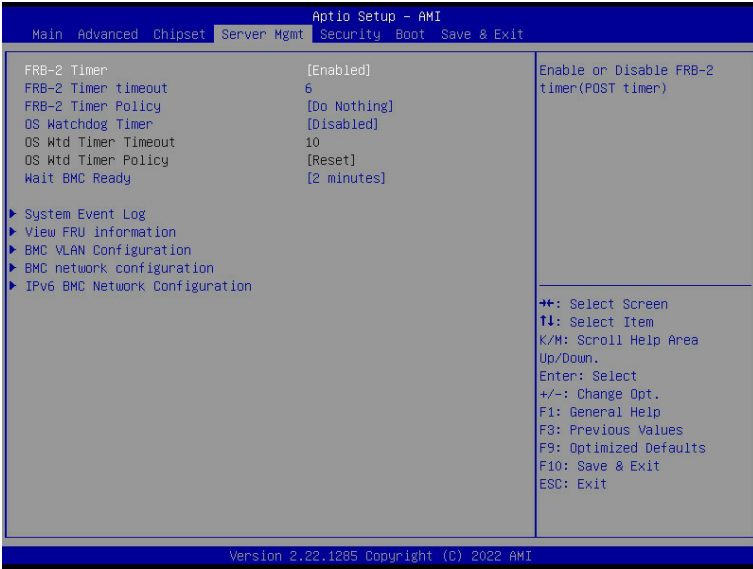 Aptio Setup – AMI
Main Advanced Chipset Server Mgmt Security Boot Save & Exit
FRB-2 Timer [Enabled]
FRB-2 Timer timeout 6
FRB-2 Timer Policy [Do Nothing]
OS Watchdog Timer [Disabled]
OS Wtd Timer Timeout 10
OS Wtd Timer Policy [Reset]
Wait BMC Ready [2 minutes]
▶ System Event Log
▶ View FRU information
▶ BMC VLAN Configuration
▶ BMC network configuration
▶ IPv6 BMC Network Configuration
Enable or Disable FRB-2
timer(POST timer)
→←: Select Screen
↑↓: Select Item
K/M: Scroll Help Area
Up/Down.
Enter: Select
+/-: Change Opt.
F1: General Help
F3: Previous Values
F9: Optimized Defaults
F10: Save & Exit
ESC: Exit
Version 2.22.1285 Copyright (C) 2022 AMI